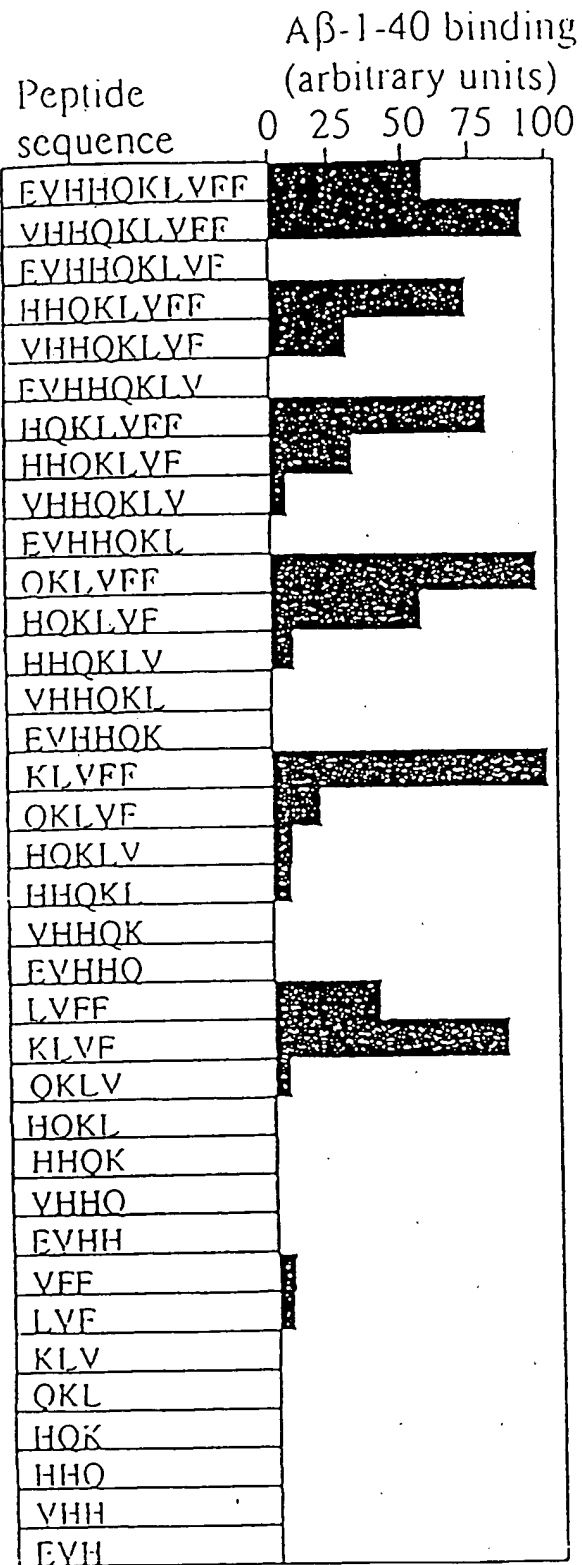 Aβ-1-40 binding
(arbitrary units)
Peptide
sequence
0 25 50 75 100
EVHHQKLVFF
VHHQKLVFF
EVHHQKLVF
HHQKLVFF
VHHQKLVF
EVHHQKLV
HQKLVFF
HHQKLVF
VHHQKLV
EVHHQKL
QKLVFF
HQKLVF
HHQKLV
VHHQKL
EVHHQK
KLVFF
QKLVF
HQKLV
HHQKL
VHHQK
EVHHQ
LVFF
KLVF
QKLV
HQKL
HHQK
VHHQ
EVHH
VFF
LVF
KLV
QKL
HQK
HHQ
VHH
EVH